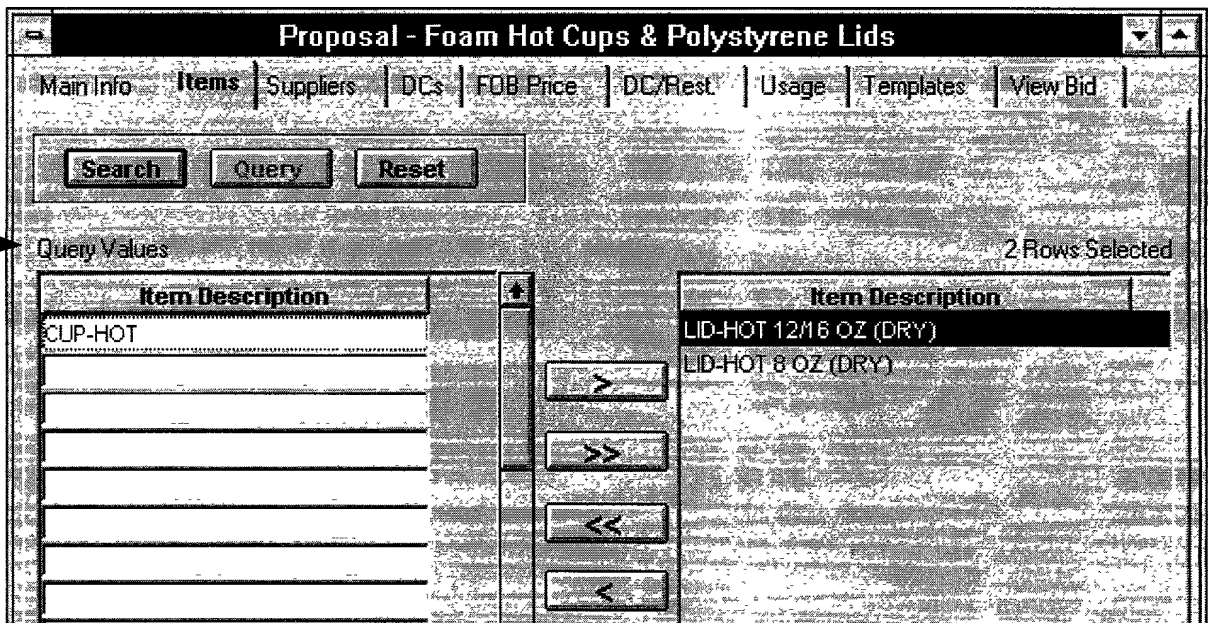 Proposal - Foam Hot Cups & Polystyrene Lids
Main Info Items Suppliers DCs FOB Price DC/Rest. Usage Templates View Bid
Search Query Reset
Query Values 2 Rows Selected
Item Description Item Description
CUP-HOT LID-HOT 12/16 OZ (DRY)
LID-HOT 8 OZ (DRY)
>
>>
<<
<